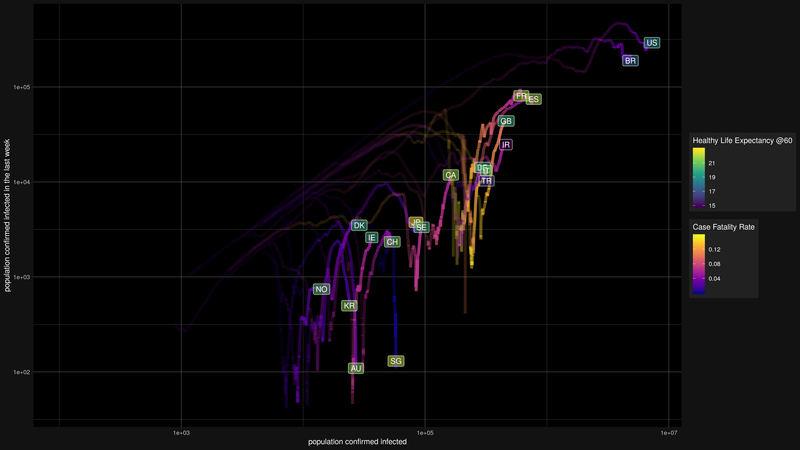 US
BR
FR
ES
GB
IR
CA
IT
TR
DK
JP
SE
IE
CH
NO
KR
SG
AU
1e+05
1e+04
1e+03
1e+02
1e+03
1e+05
1e+07
population confirmed infected
population confirmed infected in the last week
Healthy Life Expectancy @60
21
19
17
15
Case Fatality Rate
0.12
0.08
0.04